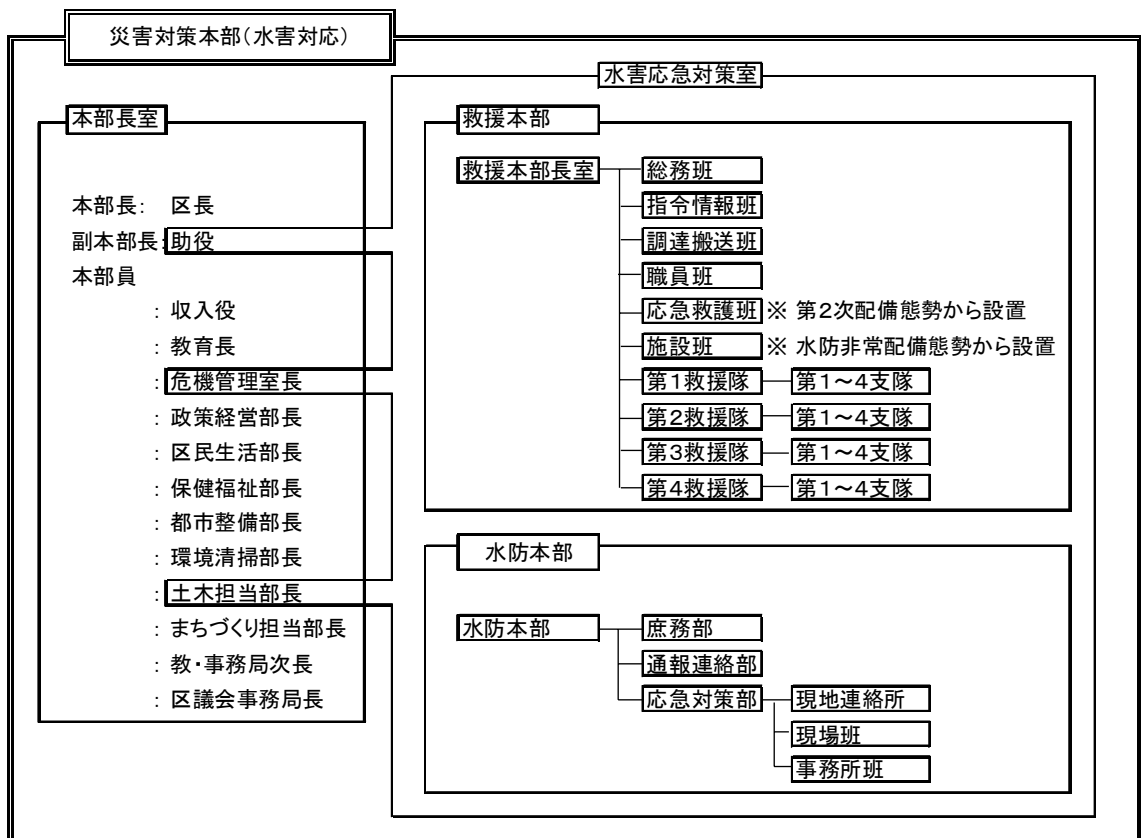 災害対策本部(水害対応)
水害応急対策室
本部長室
本部長: 区長
副本部長:助役
本部員
: 収入役
: 教育長
: 危機管理室長
: 政策経営部長
: 区民生活部長
: 保健福祉部長
: 都市整備部長
: 環境清掃部長
: 土木担当部長
: まちづくり担当部長
: 教・事務局次長
: 区議会事務局長
救援本部
救援本部長室
総務班
指令情報班
調達搬送班
職員班
応急救護班 ※ 第2次配備態勢から設置
施設班 ※ 水防非常配備態勢から設置
第1救援隊 第1~4支隊
第2救援隊 第1~4支隊
第3救援隊 第1~4支隊
第4救援隊 第1~4支隊
水防本部
水防本部
庶務部
通報連絡部
応急対策部
現地連絡所
現場班
事務所班